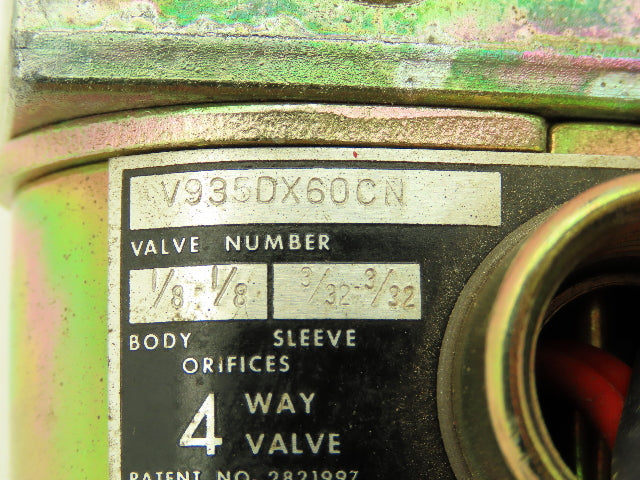 V935DX60CN
VALVE NUMBER
1/8 - 1/8 3/32-3/32
BODY SLEEVE
ORIFICES
4 WAY
VALVE
PATENT NO. 2821997